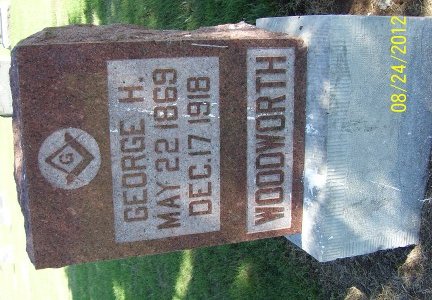 G
GEORGE H.
MAY 22 1869
DEC. 17 1918
WOODWORTH
08/24/2012